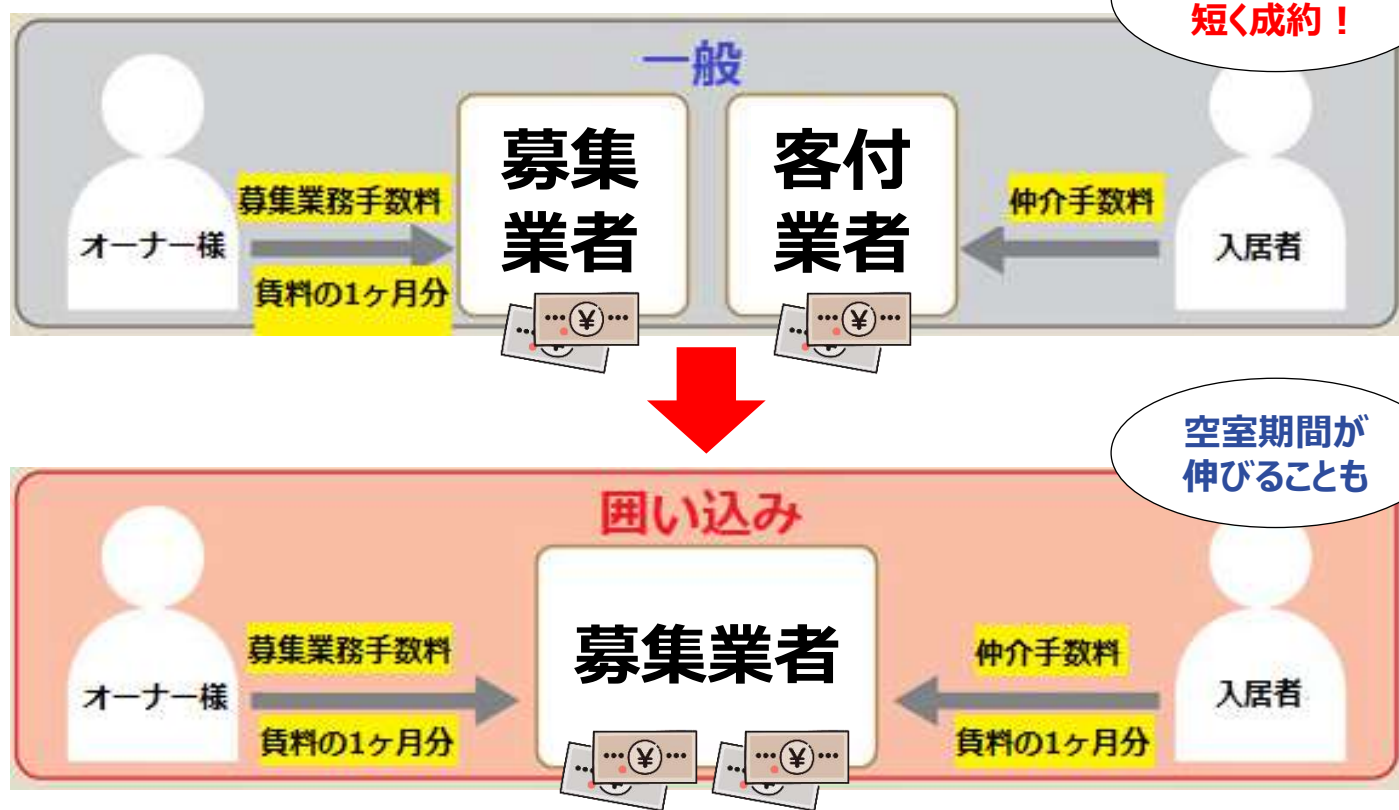 短く成約！
一般
募集
業者
客付
業者
募集業務手数料
賃料の1ヶ月分
オーナー様
仲介手数料
入居者
…¥…
…¥…
空室期間が
伸びることも
囲い込み
募集業者
募集業務手数料
賃料の1ヶ月分
オーナー様
仲介手数料
賃料の1ヶ月分
入居者
…¥…
…¥…